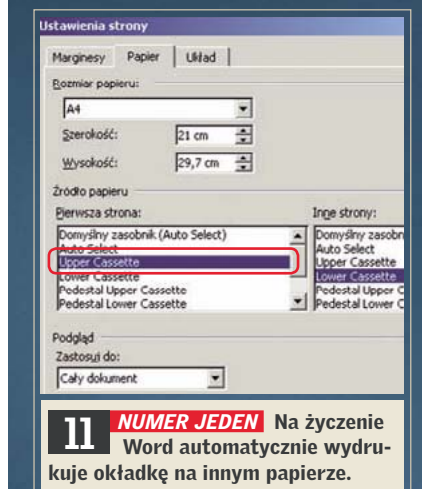 Ustawienia strony
Marginesy Papier Układ
Rozmiar papieru:
A4
Szerokość: 21 cm
Wysokość: 29,7 cm
Źródło papieru
Pierwsza strona: Inne strony:
Domyślny zasobnik (Auto Select) Domyślny zasobn
Auto Select Auto Select
Upper Cassette Upper Cassette
Lower Cassette Lower Cassette
Pedestal Upper Cassette Pedestal Upper C
Pedestal Lower Cassette Pedestal Lower C
Podgląd
Zastosuj do:
Cały dokument
11 NUMER JEDEN Na życzenie
Word automatycznie wydru-
kuje okładkę na innym papierze.